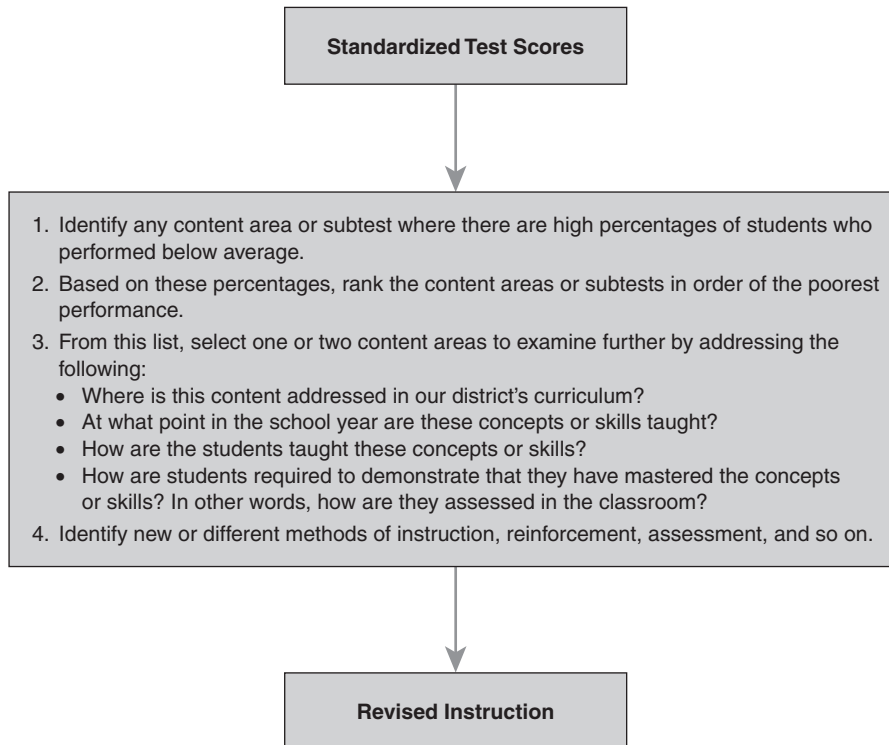 Standardized Test Scores
1. Identify any content area or subtest where there are high percentages of students who
performed below average.
2. Based on these percentages, rank the content areas or subtests in order of the poorest
performance.
3. From this list, select one or two content areas to examine further by addressing the
following:
• Where is this content addressed in our district's curriculum?
• At what point in the school year are these concepts or skills taught?
• How are the students taught these concepts or skills?
• How are students required to demonstrate that they have mastered the concepts
or skills? In other words, how are they assessed in the classroom?
4. Identify new or different methods of instruction, reinforcement, assessment, and so on.
Revised Instruction